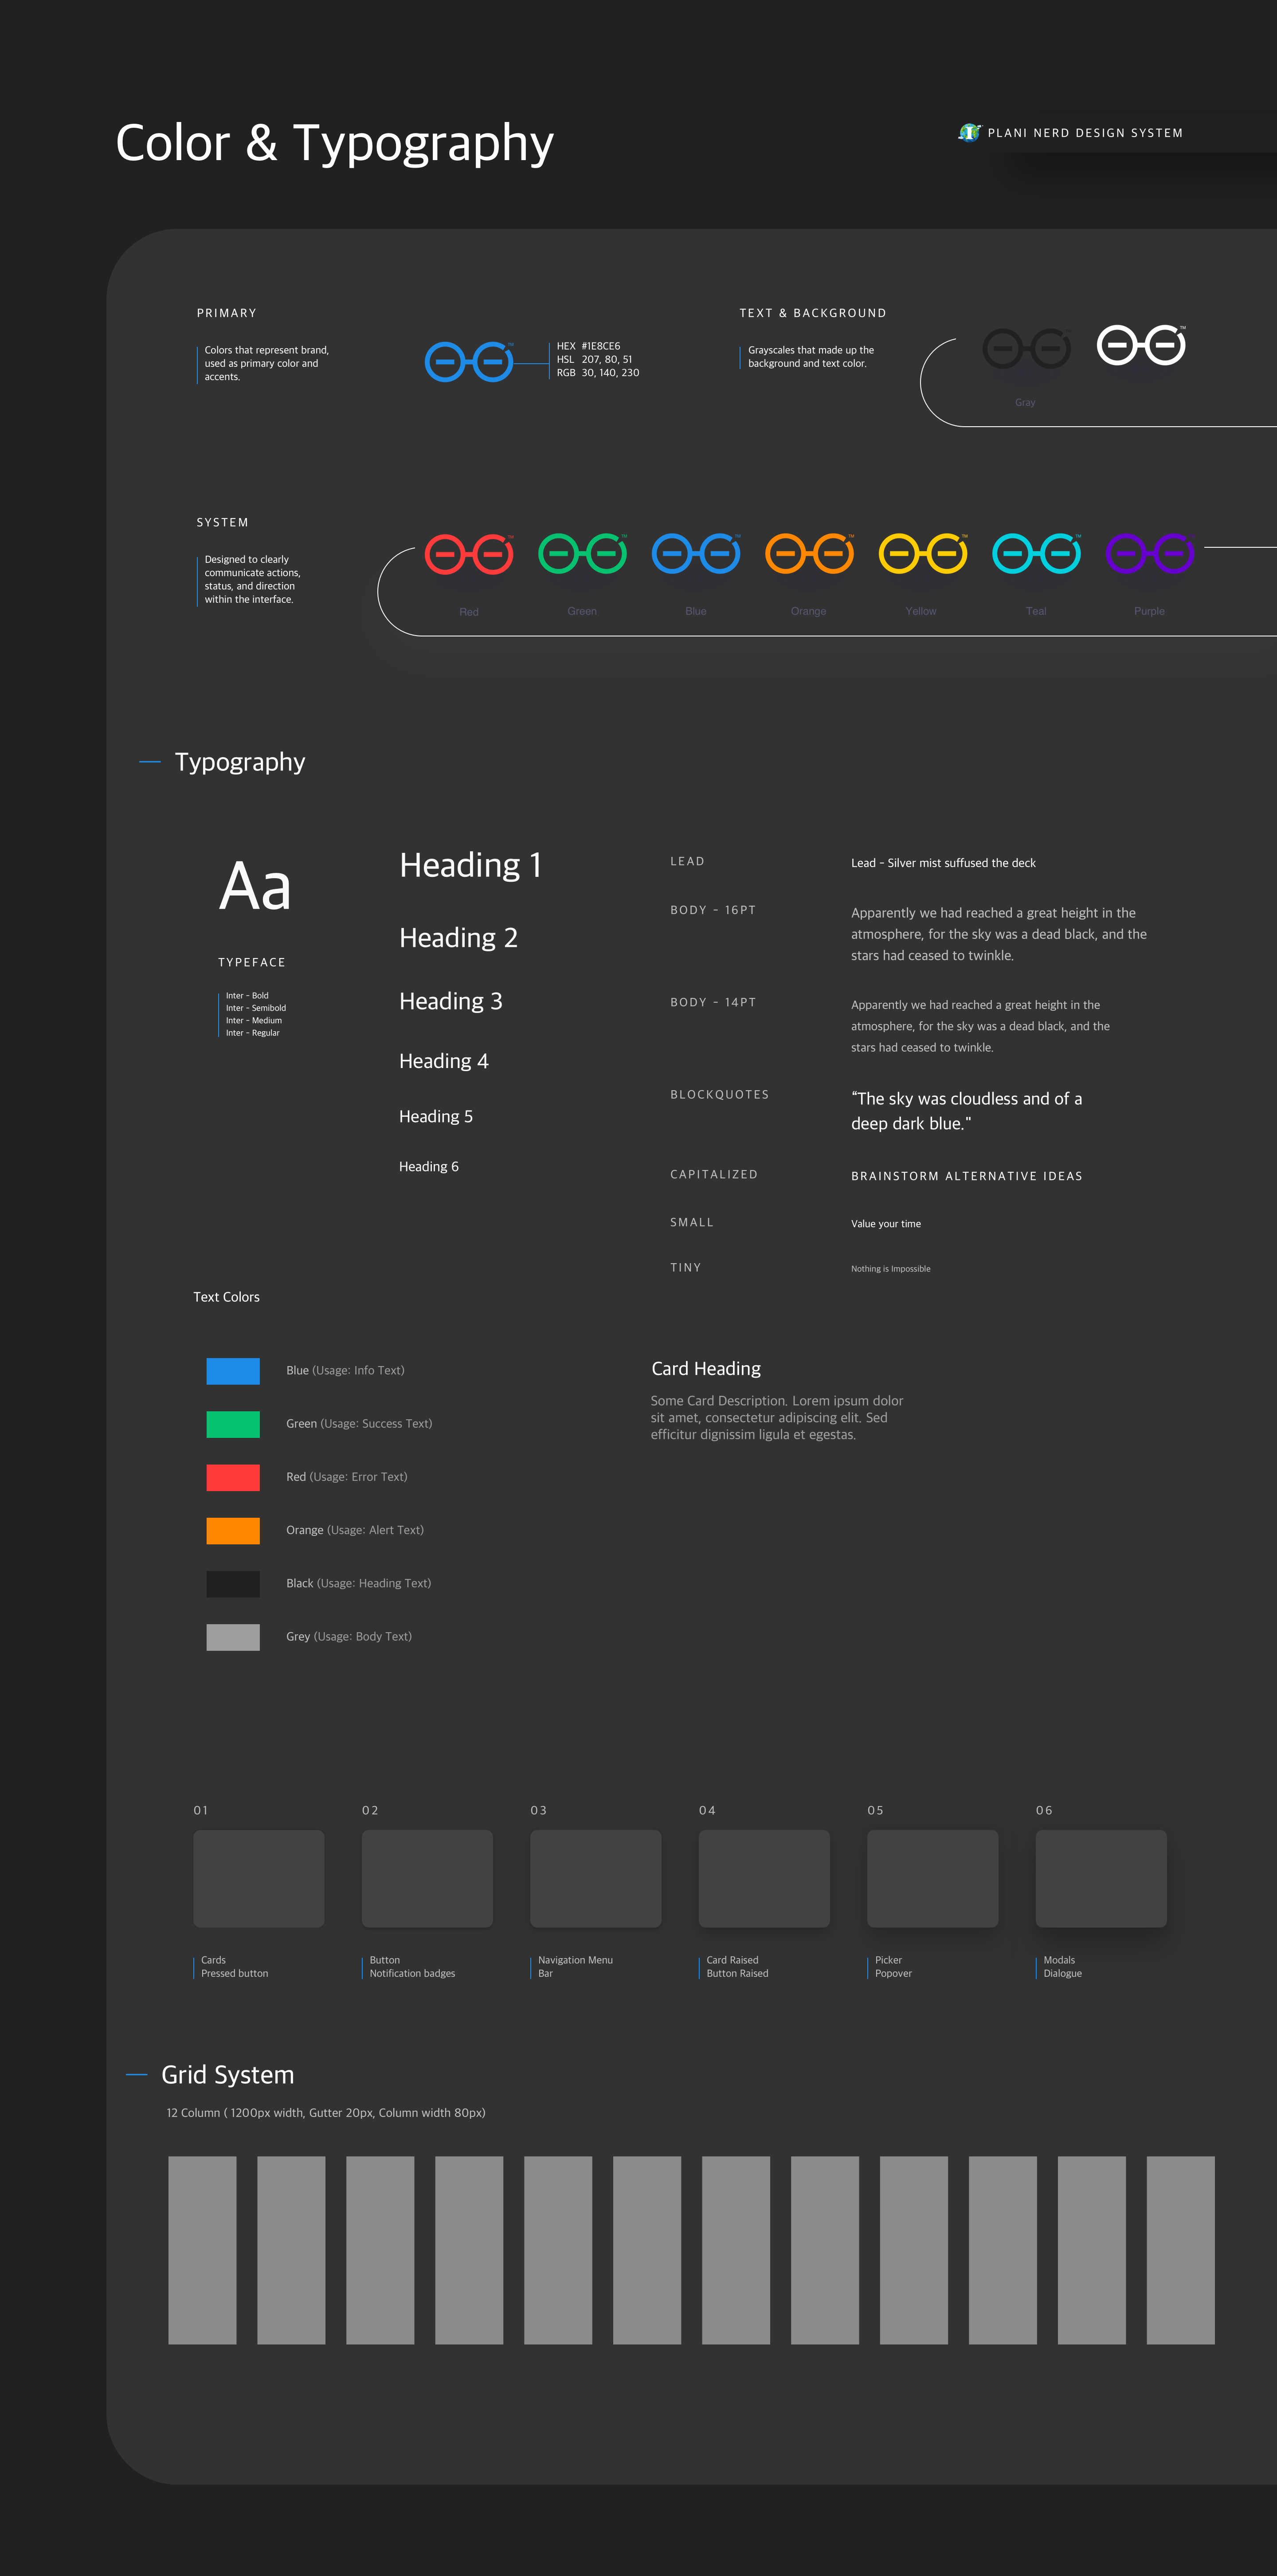 Color & Typography
PLANI NERD DESIGN SYSTEM
PRIMARY
Colors that represent brand,
used as primary color and
accents.
TM
HEX #1E8CE6
HSL 207, 80, 51
RGB 30, 140, 230
TEXT & BACKGROUND
Grayscales that made up the
background and text color.
TM
TM
Gray
SYSTEM
Designed to clearly
communicate actions,
status, and direction
within the interface.
TM
TM
TM
TM
TM
TM
TM
Red
Green
Blue
Orange
Yellow
Teal
Purple
Typography
Aa
TYPEFACE
Inter - Bold
Inter - Semibold
Inter - Medium
Inter - Regular
Heading 1
Heading 2
Heading 3
Heading 4
Heading 5
Heading 6
LEAD
Lead - Silver mist suffused the deck
BODY - 16PT
Apparently we had reached a great height in the
atmosphere, for the sky was a dead black, and the
stars had ceased to twinkle.
BODY - 14PT
Apparently we had reached a great height in the
atmosphere, for the sky was a dead black, and the
stars had ceased to twinkle.
BLOCKQUOTES
“The sky was cloudless and of a
deep dark blue."
CAPITALIZED
BRAINSTORM ALTERNATIVE IDEAS
SMALL
Value your time
TINY
Nothing is Impossible
Text Colors
Blue (Usage: Info Text)
Green (Usage: Success Text)
Red (Usage: Error Text)
Orange (Usage: Alert Text)
Black (Usage: Heading Text)
Grey (Usage: Body Text)
Card Heading
Some Card Description. Lorem ipsum dolor
sit amet, consectetur adipiscing elit. Sed
efficitur dignissim ligula et egestas.
01
02
03
04
05
06
Cards
Pressed button
Button
Notification badges
Navigation Menu
Bar
Card Raised
Button Raised
Picker
Popover
Modals
Dialogue
Grid System
12 Column ( 1200px width, Gutter 20px, Column width 80px)